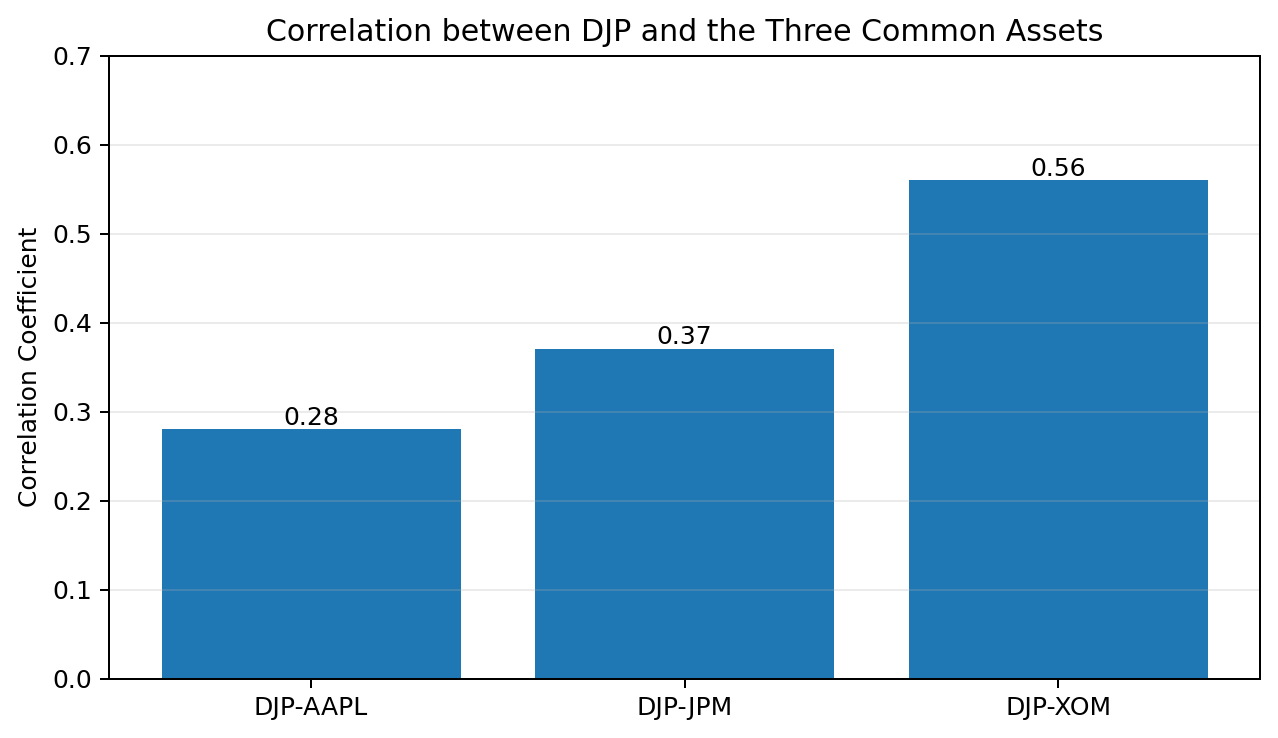 Correlation between DJP and the Three Common Assets
Correlation Coefficient
0.7
0.6
0.5
0.4
0.3
0.2
0.1
0.0
0.28
0.37
0.56
DJP-AAPL
DJP-JPM
DJP-XOM